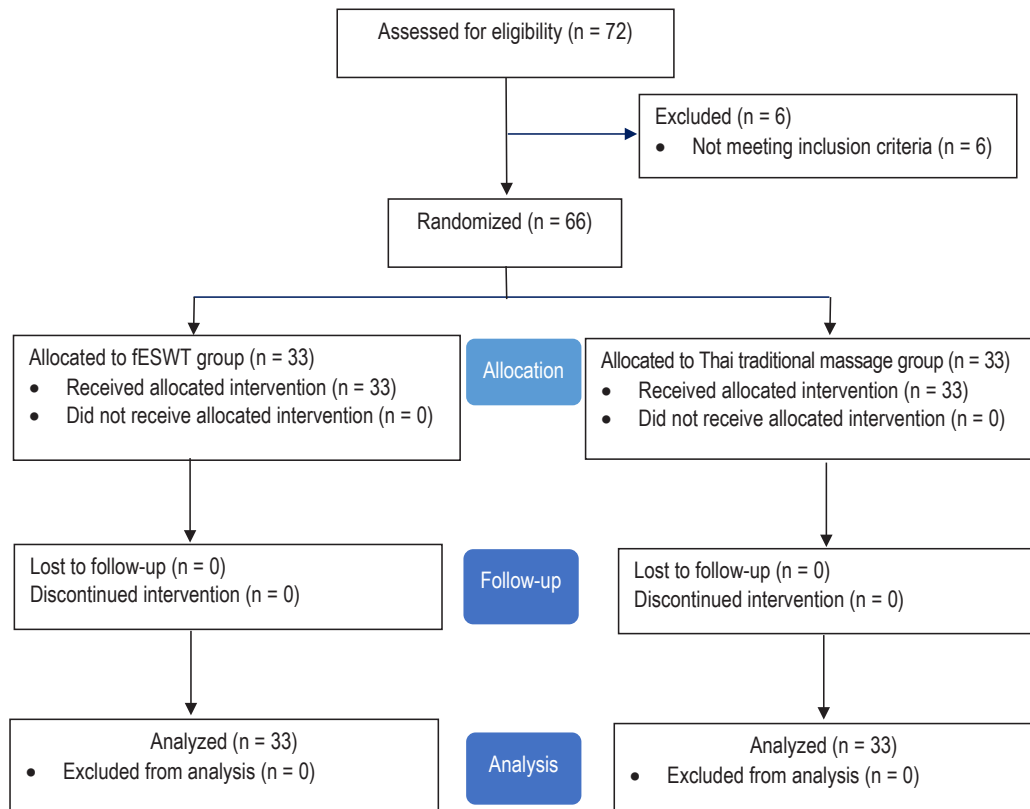 Assessed for eligibility (n = 72)
Excluded (n = 6)
• Not meeting inclusion criteria (n = 6)
Randomized (n = 66)
Allocated to fESWT group (n = 33)
• Received allocated intervention (n = 33)
• Did not receive allocated intervention (n = 0)
Allocation
Allocated to Thai traditional massage group (n = 33)
• Received allocated intervention (n = 33)
• Did not receive allocated intervention (n = 0)
Lost to follow-up (n = 0)
Discontinued intervention (n = 0)
Follow-up
Lost to follow-up (n = 0)
Discontinued intervention (n = 0)
Analyzed (n = 33)
• Excluded from analysis (n = 0)
Analysis
Analyzed (n = 33)
• Excluded from analysis (n = 0)